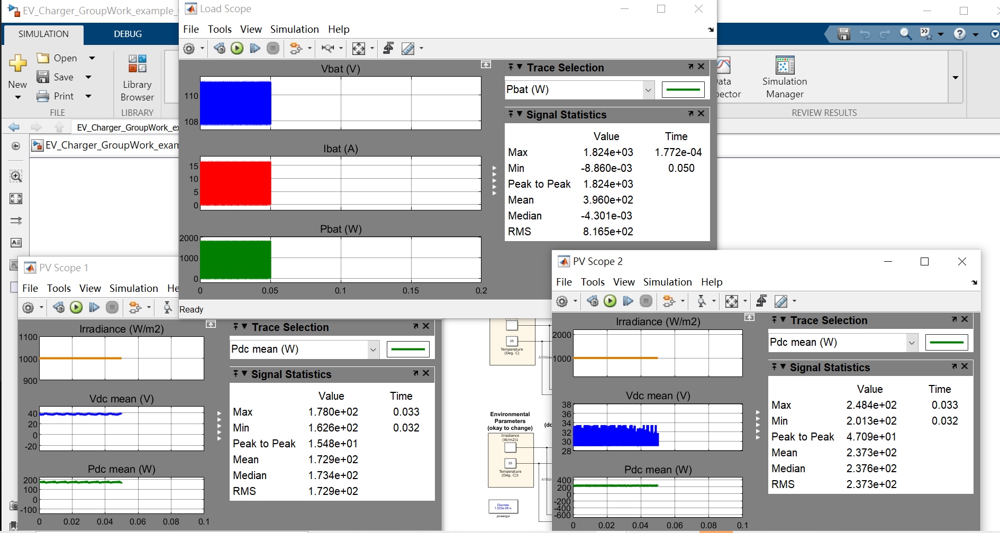 EV_Charger_GroupWork_example_
SIMULATION
DEBUG
New
Open
Save
Print
FILE
Library
Browser
LIBRARY
Simulation
Manager
REVIEW RESULTS
EV_Charger_GroupWork_ex
EV_Charger_GroupWork_exam
Load Scope
File Tools View Simulation Help
Vbat (V)
110
108
Ibat (A)
15
10
5
0
Pbat (W)
2000
1000
0
0 0.05 0.1 0.15 0.2
Ready
Trace Selection
Pbat (W)
Signal Statistics
Value Time
Max 1.824e+03 1.772e-04
Min -8.860e-03 0.050
Peak to Peak 1.824e+03
Mean 3.960e+02
Median -4.301e-03
RMS 8.165e+02
PV Scope 1
File Tools View Simulation He
Irradiance (W/m2)
1100
1000
900
Vdc mean (V)
40
20
0
-20
Pdc mean (W)
200
100
0
-100
0 0.02 0.04 0.06 0.08 0.1
Trace Selection
Pdc mean (W)
Signal Statistics
Value Time
Max 1.780e+02 0.033
Min 1.626e+02 0.032
Peak to Peak 1.548e+01
Mean 1.729e+02
Median 1.734e+02
RMS 1.729e+02
25
Temperature
(Deg. C)
Environmental
Parameters
(okay to change)
Irradiance
(W/m2)1
25
Temperature
(Deg. C)1
Discrete
1.323e-06 s.
powergui
PV Scope 2
File Tools View Simulation Help
Irradiance (W/m2)
2000
1000
Vdc mean (V)
38
36
34
32
30
28
Pdc mean (W)
400
200
0
-200
-400
-600
0 0.02 0.04 0.06 0.08 0.1
Trace Selection
Pdc mean (W)
Signal Statistics
Value Time
Max 2.484e+02 0.033
Min 2.013e+02 0.032
Peak to Peak 4.709e+01
Mean 2.373e+02
Median 2.376e+02
RMS 2.373e+02